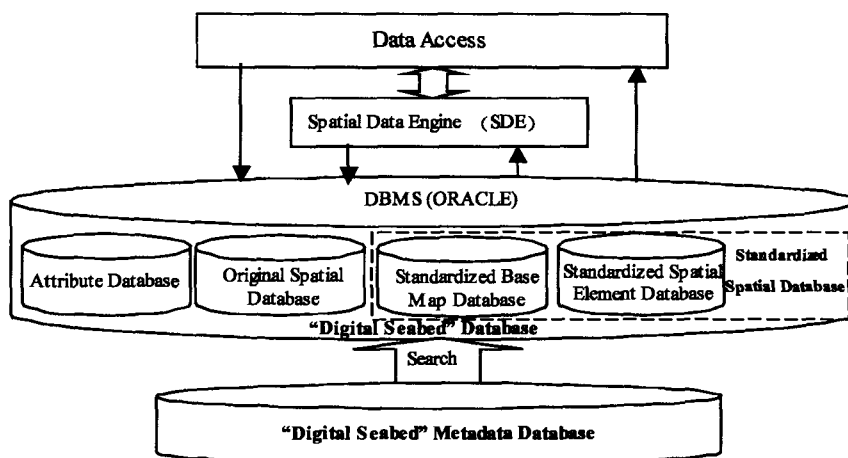 Data Access
Spatial Data Engine （SDE）
DBMS (ORACLE)
Attribute Database
Original Spatial
Database
Standardized Base
Map Database
Standardized Spatial
Element Database
Standardized
Spatial Database
“Digital Seabed” Database
Search
“Digital Seabed” Metadata Database